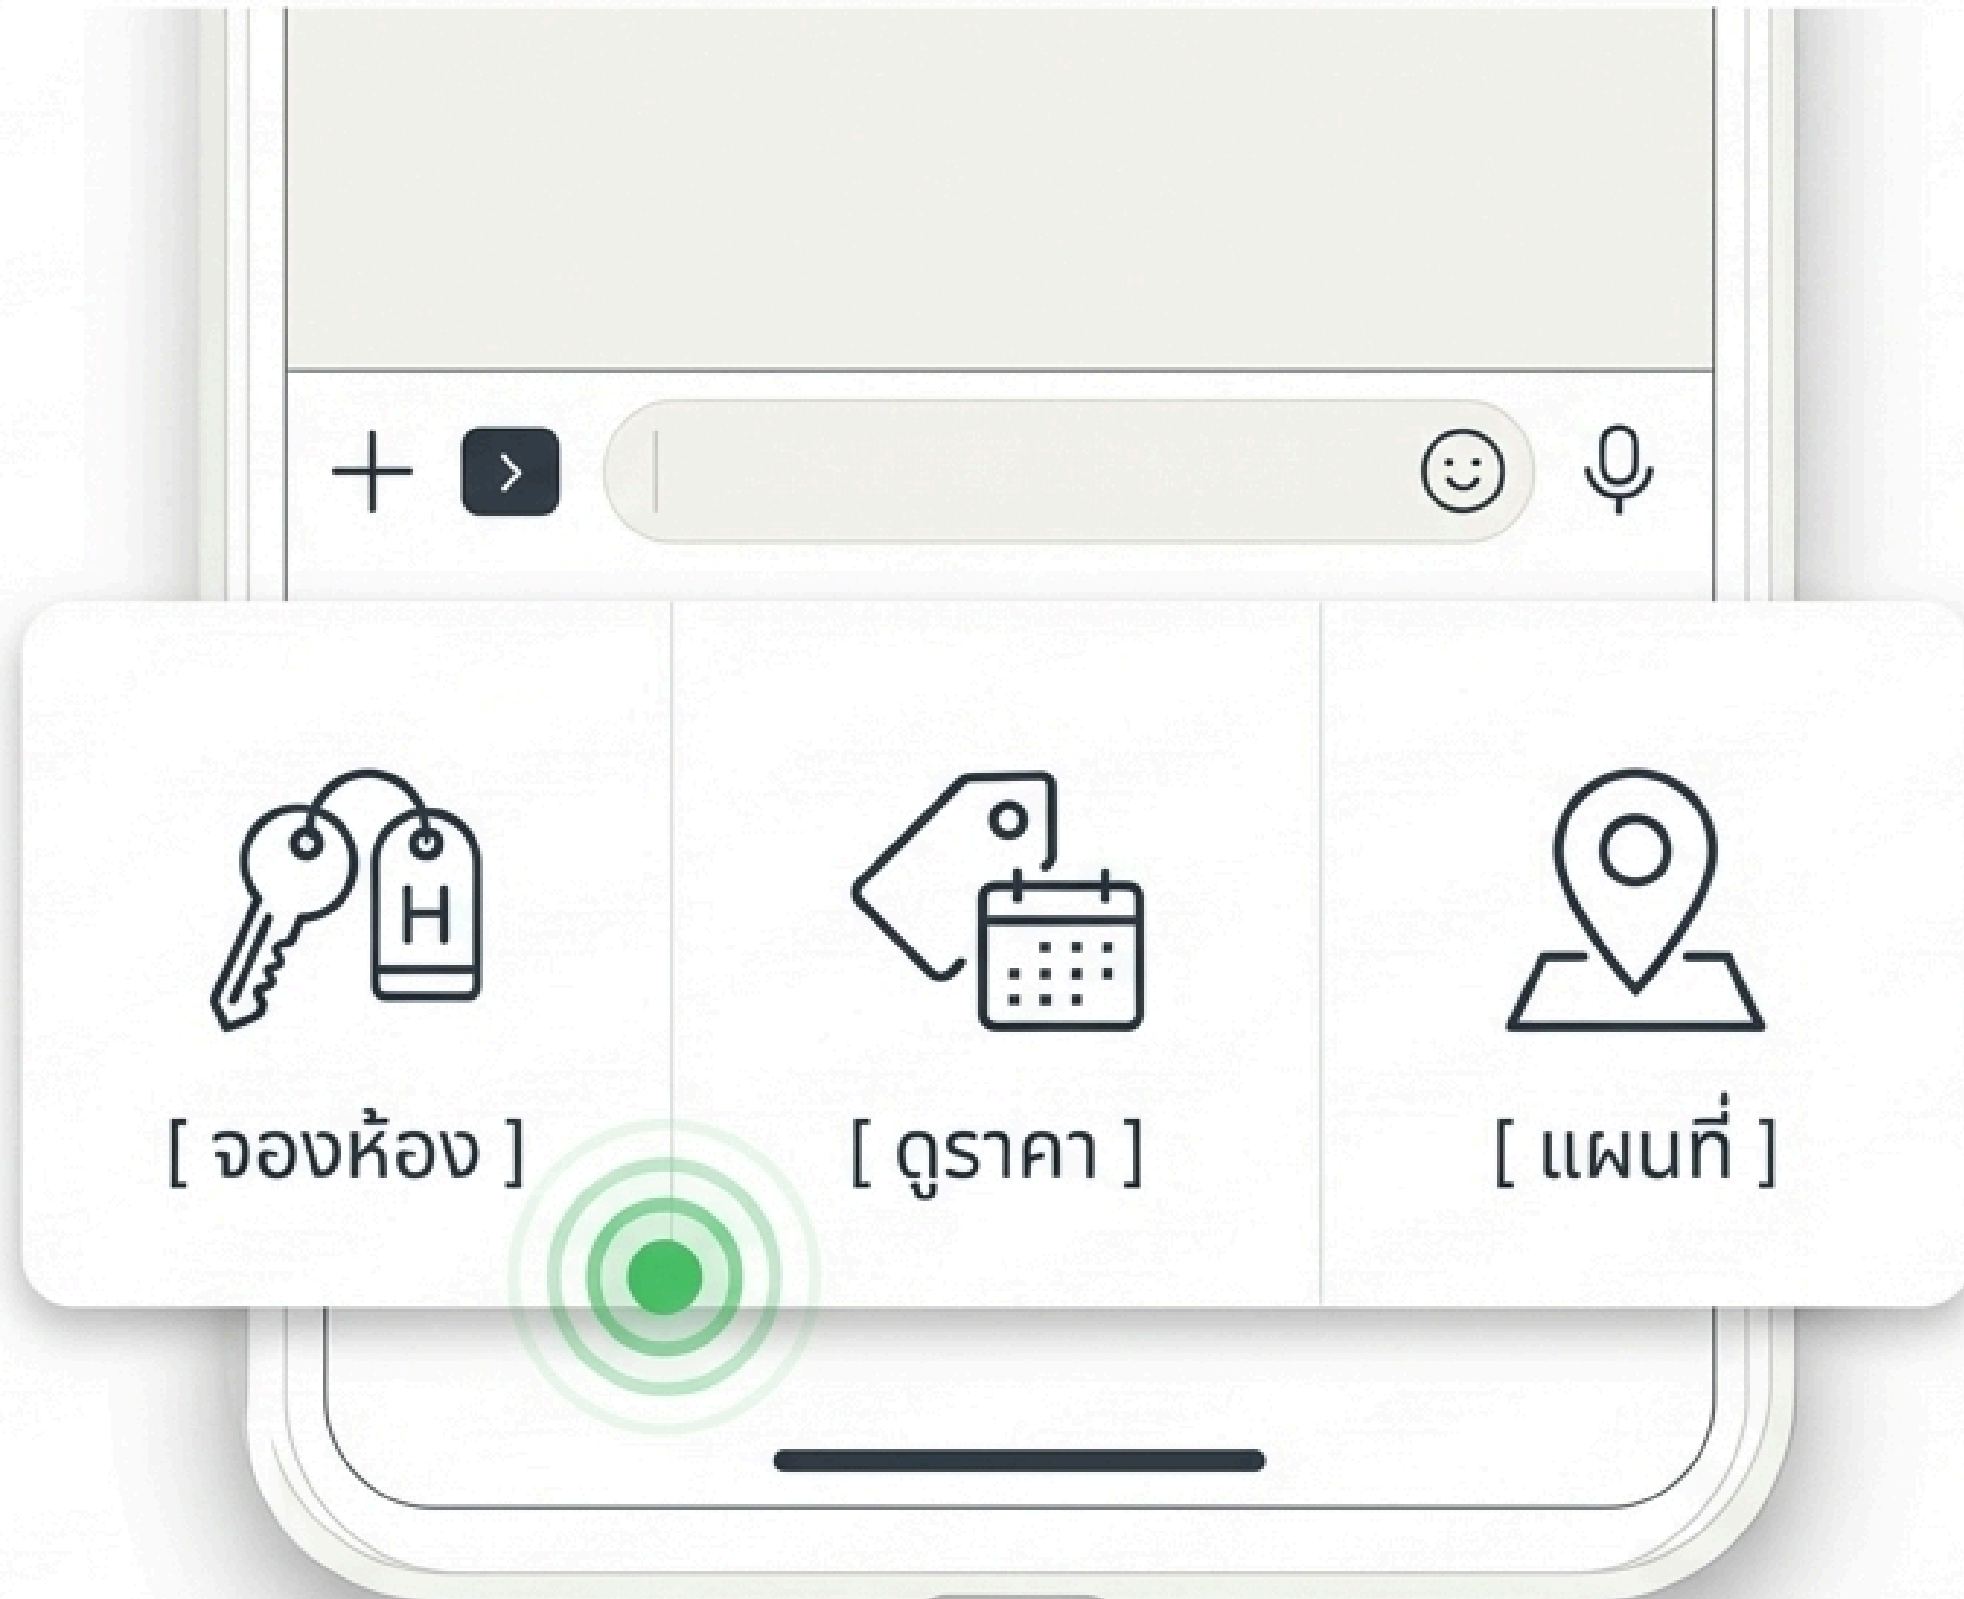 H
[ จองห้อง ] [ ดูราคา ] [ แผนที่ ]